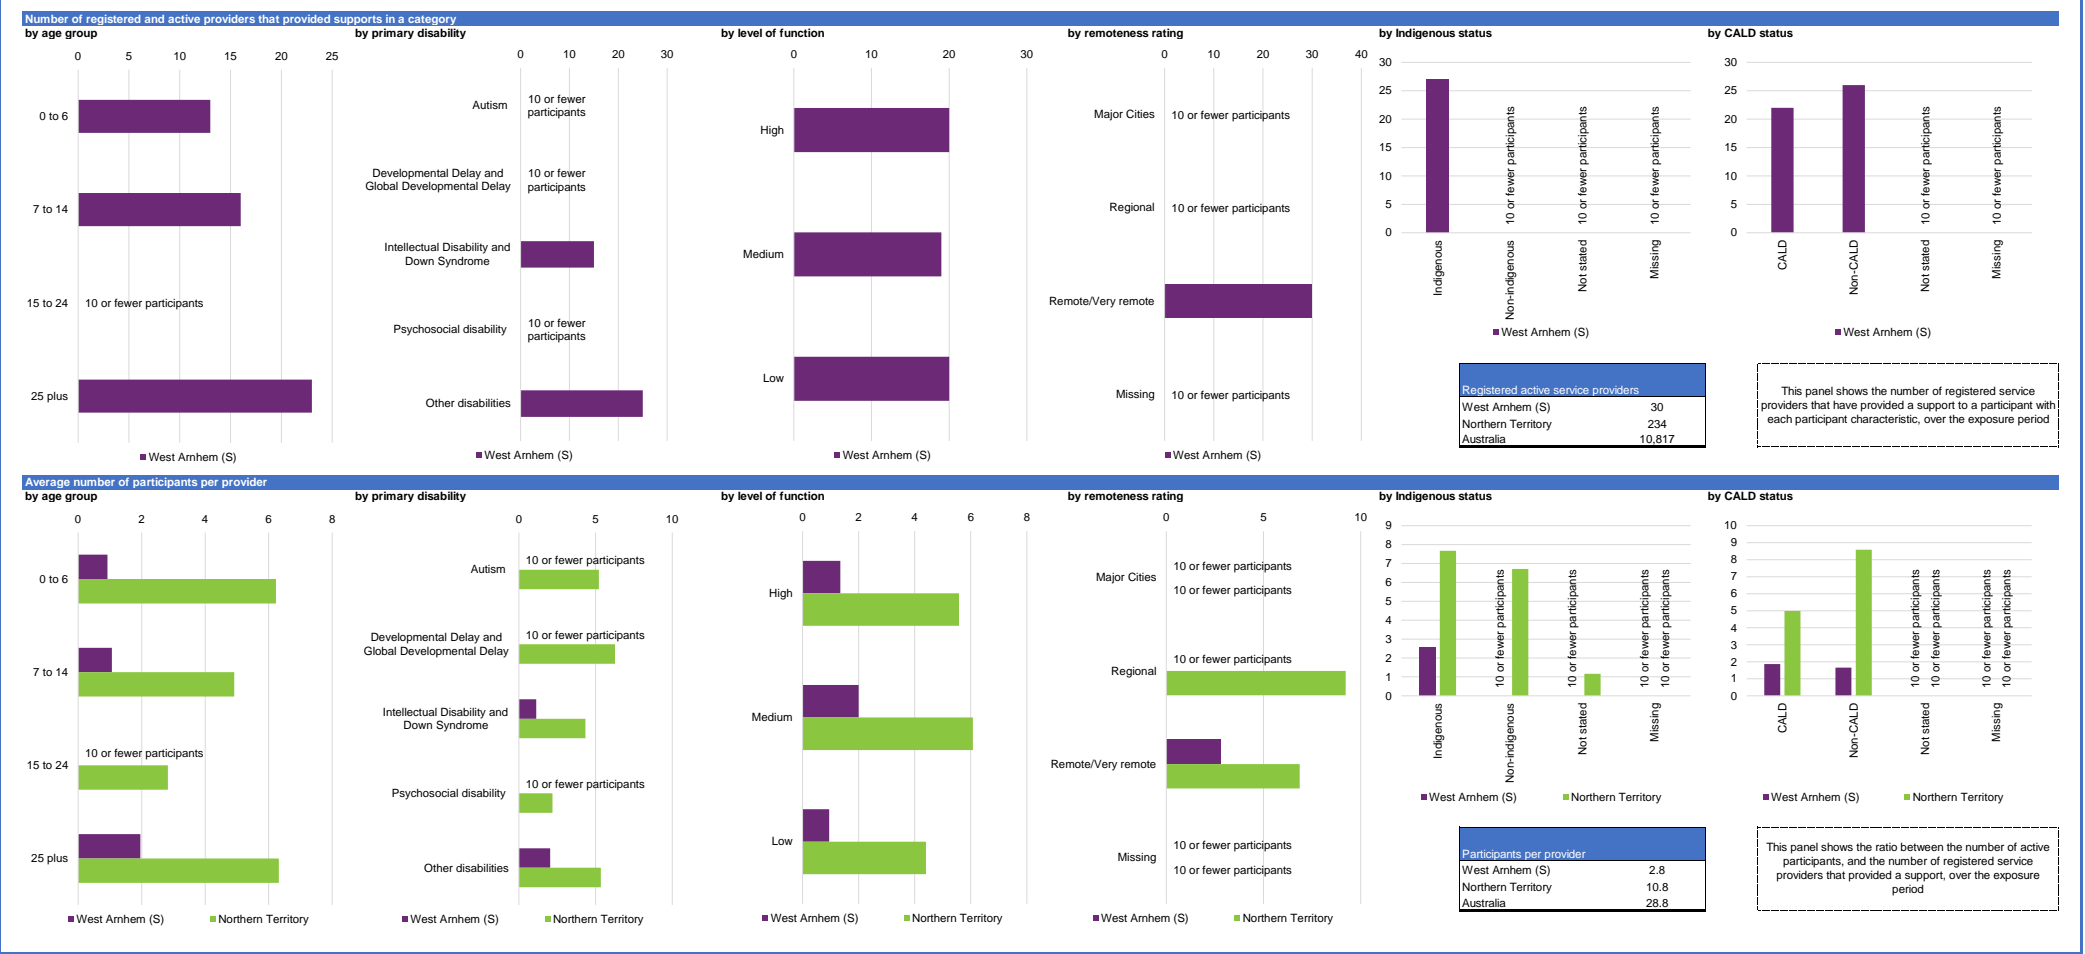 Number of registered and active providers that provided supports in a category
by age group
0 5 10 15 20 25
0 to 6
7 to 14
15 to 24
10 or fewer participants
25 plus
West Arnhem (S)
by primary disability
0 10 20 30
Autism
10 or fewer
participants
Developmental Delay and
Global Developmental Delay
10 or fewer
participants
Intellectual Disability and
Down Syndrome
Psychosocial disability
10 or fewer
participants
Other disabilities
West Arnhem (S)
by level of function
0 10 20 30
High
Medium
Low
West Arnhem (S)
by remoteness rating
0 10 20 30 40
Major Cities
10 or fewer participants
Regional
10 or fewer participants
Remote/Very remote
Missing
10 or fewer participants
West Arnhem (S)
by Indigenous status
30
25
20
15
10
5
0
10 or fewer participants
10 or fewer participants
10 or fewer participants
Indigenous
Non-indigenous
Not stated
Missing
West Arnhem (S)
by CALD status
30
25
20
15
10
5
0
10 or fewer participants
10 or fewer participants
CALD
Non-CALD
Not stated
Missing
West Arnhem (S)
Registered active service providers
West Arnhem (S) 30
Northern Territory 234
Australia 10,817
This panel shows the number of registered service
providers that have provided a support to a participant with
each participant characteristic, over the exposure period
Average number of participants per provider
by age group
0 2 4 6 8
0 to 6
7 to 14
10 or fewer participants
15 to 24
25 plus
West Arnhem (S) Northern Territory
by primary disability
0 5 10
10 or fewer participants
Autism
10 or fewer participants
Developmental Delay and
Global Developmental Delay
Intellectual Disability and
Down Syndrome
10 or fewer participants
Psychosocial disability
Other disabilities
West Arnhem (S) Northern Territory
by level of function
0 2 4 6 8
High
Medium
Low
West Arnhem (S) Northern Territory
by remoteness rating
0 5 10
10 or fewer participants
Major Cities
10 or fewer participants
10 or fewer participants
Regional
Remote/Very remote
10 or fewer participants
Missing
10 or fewer participants
West Arnhem (S) Northern Territory
by Indigenous status
9
8
7
6
5
4
3
2
1
0
10 or fewer participants
10 or fewer participants
10 or fewer participants
10 or fewer participants
Indigenous
Non-indigenous
Not stated
Missing
West Arnhem (S) Northern Territory
by CALD status
10
9
8
7
6
5
4
3
2
1
0
10 or fewer participants
10 or fewer participants
10 or fewer participants
10 or fewer participants
CALD
Non-CALD
Not stated
Missing
West Arnhem (S) Northern Territory
Participants per provider
West Arnhem (S) 2.8
Northern Territory 10.8
Australia 28.8
This panel shows the ratio between the number of active
participants, and the number of registered service
providers that provided a support, over the exposure
period